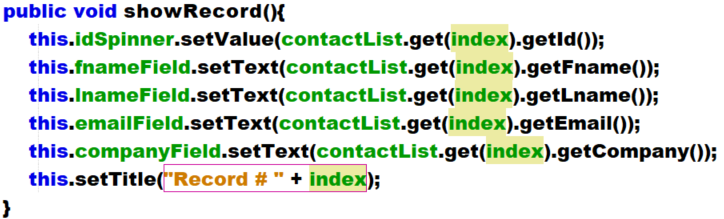 public void showRecord(){
this.idSpinner.setValue(contactList.get(index).getId());
this.fnameField.setText(contactList.get(index).getFname());
this.lnameField.setText(contactList.get(index).getLname());
this.emailField.setText(contactList.get(index).getEmail());
this.companyField.setText(contactList.get(index).getCompany());
this.setTitle("Record # " + index);
}